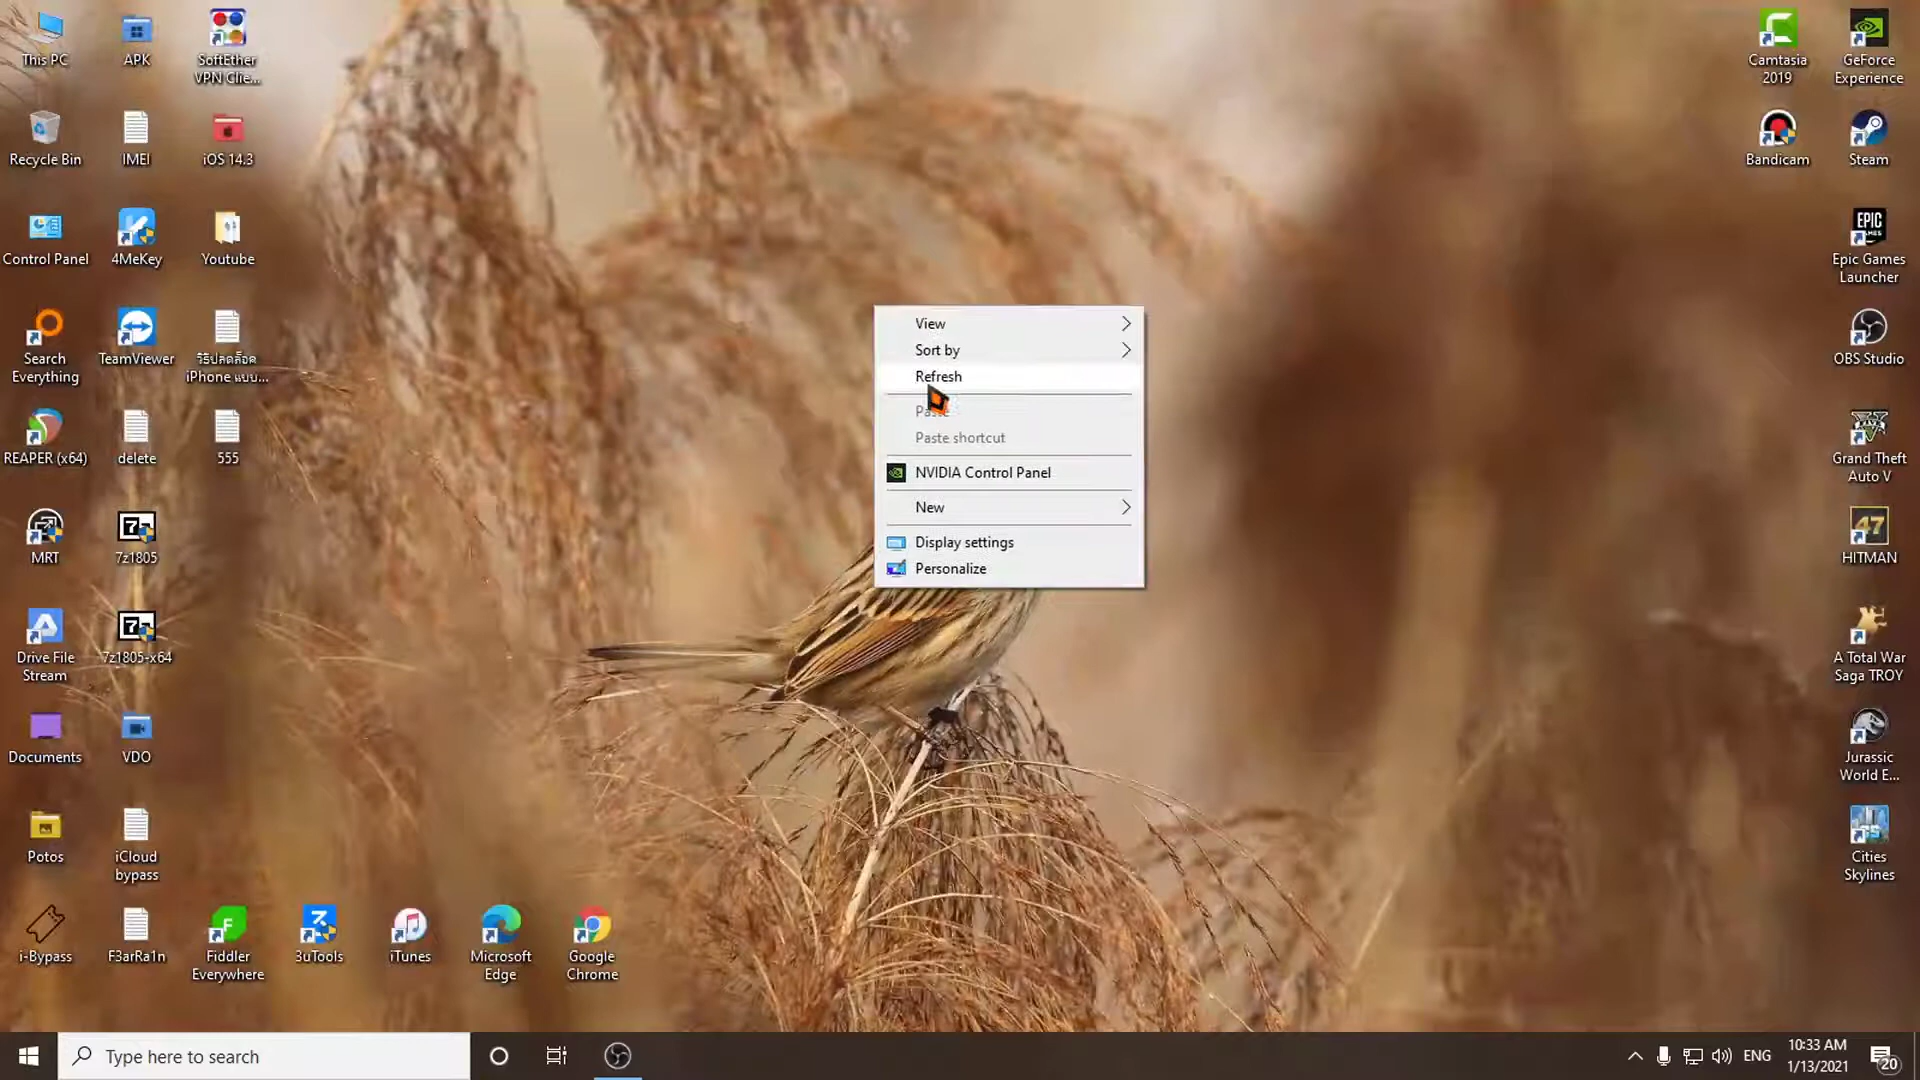 This PC
APK
SoftEther
VPN Clie...
Recycle Bin
IMEI
iOS 14.3
Control Panel
4MeKey
Youtube
Search
Everything
TeamViewer
วิธีปลดล็อค
iPhone แบบ...
REAPER (x64)
delete
555
MRT
7z1805
Drive File
Stream
7z1805-x64
Documents
VDO
Potos
iCloud
bypass
i-Bypass
F3arRa1n
Fiddler
Everywhere
3uTools
iTunes
Microsoft
Edge
Google
Chrome
View
Sort by
Refresh
Paste
Paste shortcut
NVIDIA Control Panel
New
Display settings
Personalize
Camtasia
2019
GeForce
Experience
Bandicam
Steam
EPIC
GAMES
Epic Games
Launcher
OBS Studio
Grand Theft
Auto V
47
HITMAN
A Total War
Saga TROY
Jurassic
World E...
Cities
Skylines
Type here to search
ENG
10:33 AM
1/13/2021
20